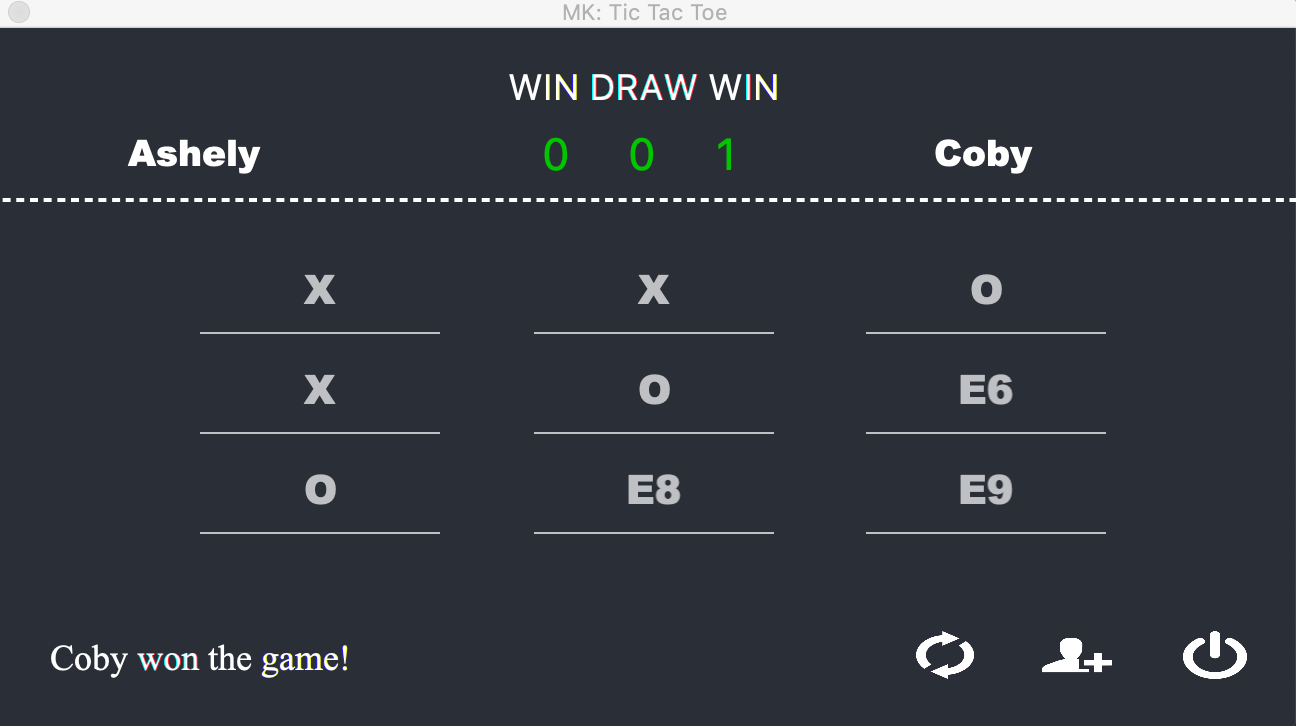 MK: Tic Tac Toe
WIN DRAW WIN
Ashely 0 0 1 Coby
X X O
X O E6
O E8 E9
Coby won the game!